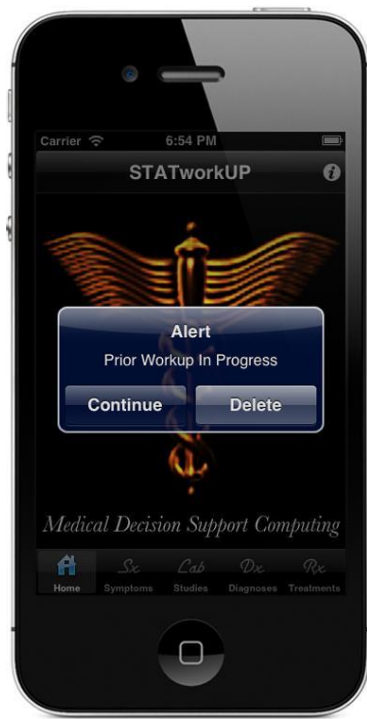 Carrier 6:54 PM
STATworkUP
Alert
Prior Workup In Progress
Continue Delete
Medical Decision Support Computing
Sx Lab Dx Rx
Home Symptoms Studies Diagnoses Treatments